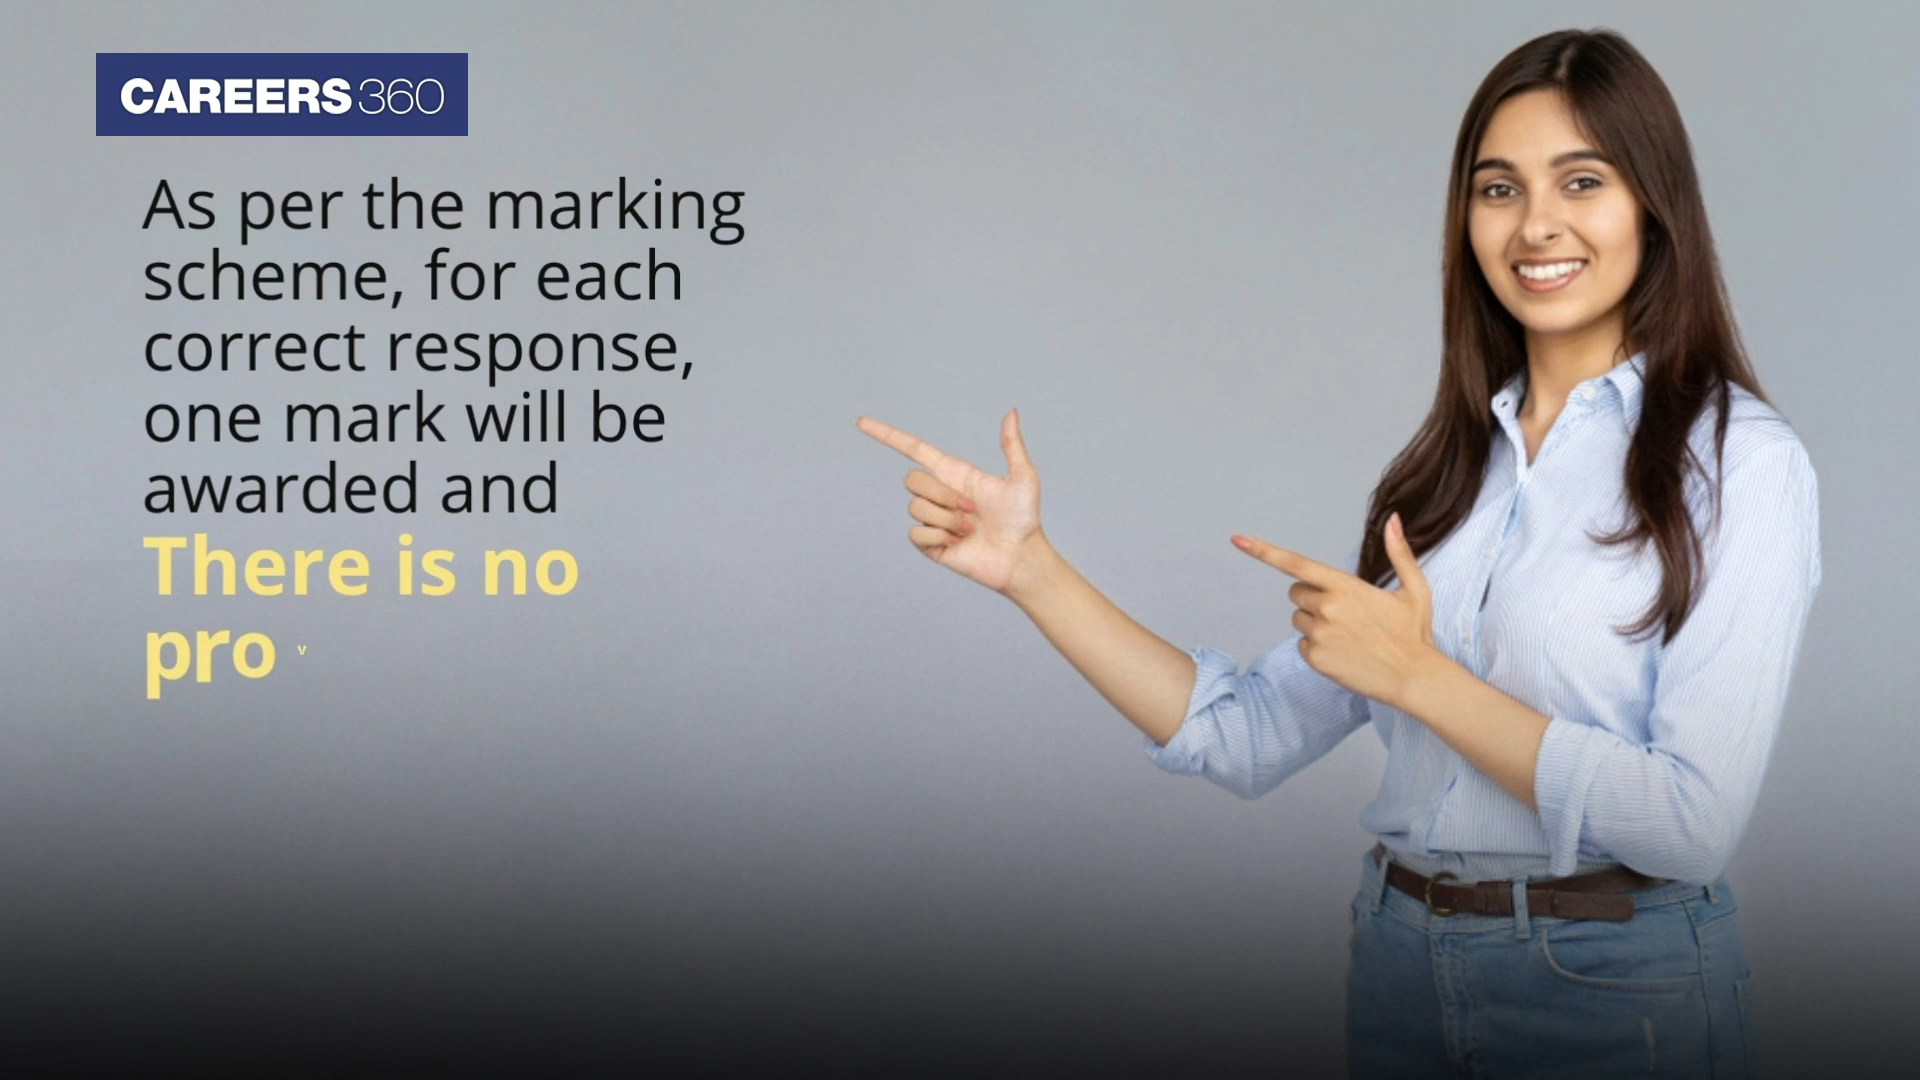 CAREERS360
As per the marking
scheme, for each
correct response,
one mark will be
awarded and
There is no
pro v